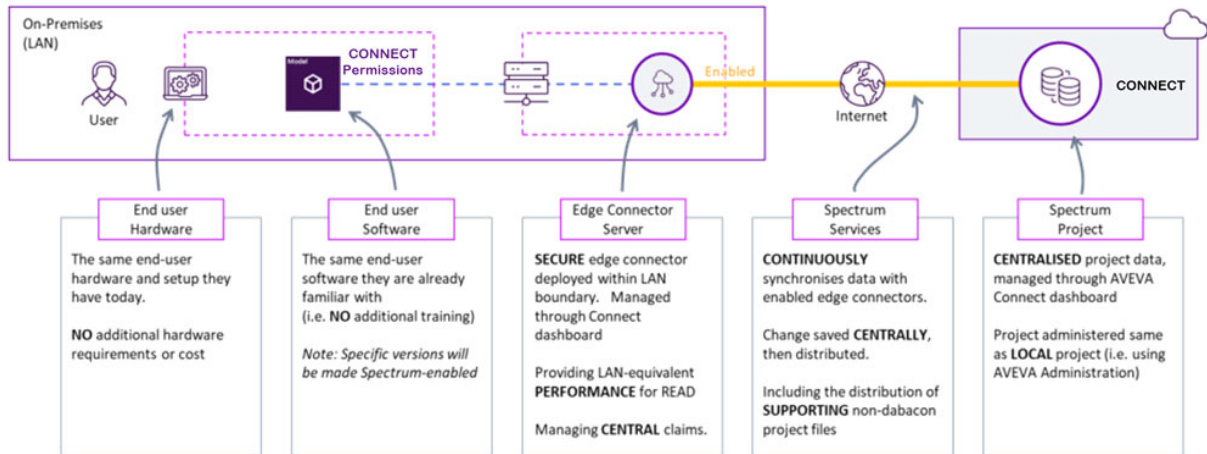 On-Premises
(LAN)
User
Model
CONNECT
Permissions
Enabled
Internet
CONNECT
End user
Hardware
The same end-user
hardware and setup they
have today.
NO additional hardware
requirements or cost
End user
Software
The same end-user
software they are already
familiar with
(i.e. NO additional training)
Note: Specific versions will
be made Spectrum-enabled
Edge Connector
Server
SECURE edge connector
deployed within LAN
boundary. Managed
through Connect
dashboard
Providing LAN-equivalent
PERFORMANCE for READ
Managing CENTRAL claims.
Spectrum
Services
CONTINUOUSLY
synchronises data with
enabled edge connectors.
Change saved CENTRALLY,
then distributed.
Including the distribution of
SUPPORTING non-dabacon
project files
Spectrum
Project
CENTRALISED project data,
managed through AVEVA
Connect dashboard
Project administered same
as LOCAL project (i.e. using
AVEVA Administration)